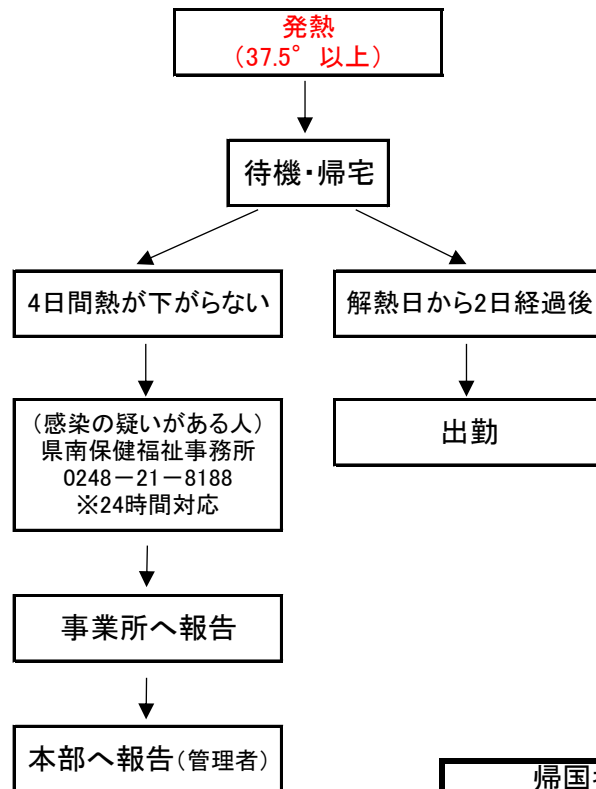 発熱
（37.5°以上）
待機・帰宅
4日間熱が下がらない
解熱日から2日経過後
（感染の疑いがある人）
県南保健福祉事務所
0248－21－8188
※24時間対応
出勤
事業所へ報告
本部へ報告（管理者）
帰国